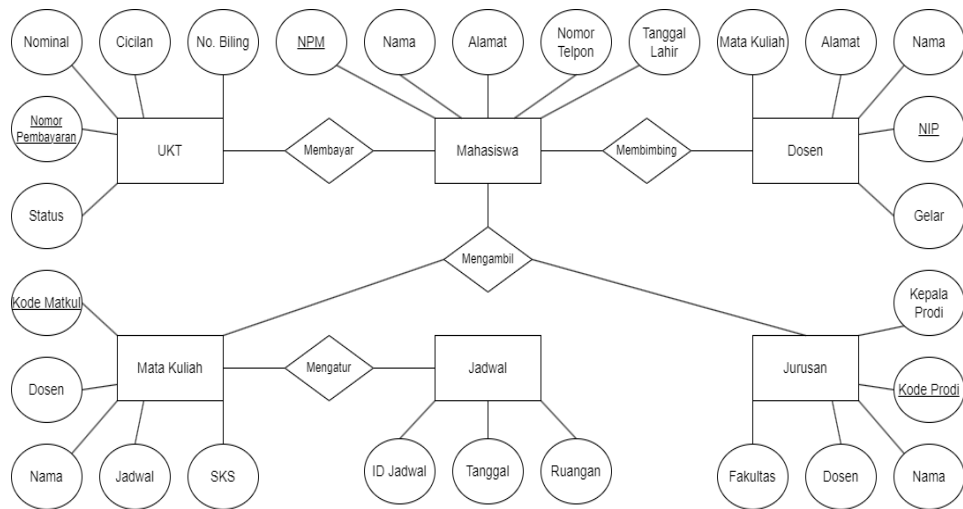 Nominal
Cicilan
No. Biling
NPM
Nama
Alamat
Nomor
Telpon
Tanggal
Lahir
Mata Kuliah
Alamat
Nama
Nomor
Pembayaran
UKT
Membayar
Mahasiswa
Membimbing
Dosen
NIP
Status
Gelar
Mengambil
Kode Matkul
Kepala
Prodi
Mata Kuliah
Mengatur
Jadwal
Jurusan
Dosen
Kode Prodi
Nama
Jadwal
SKS
ID Jadwal
Tanggal
Ruangan
Fakultas
Dosen
Nama